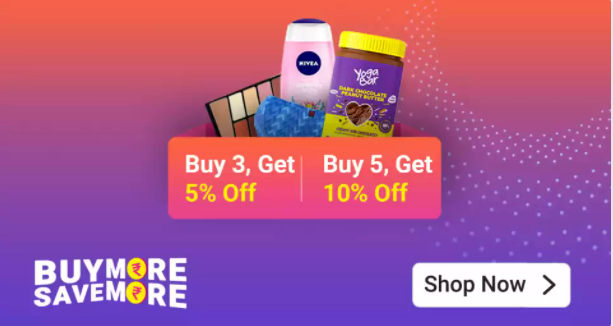 NIVEA
Yoga
Bar
DARK CHOCOLATE
PEANUT BUTTER
Buy 3, Get
5% Off
Buy 5, Get
10% Off
BUYMORE
SAVEMORE
Shop Now